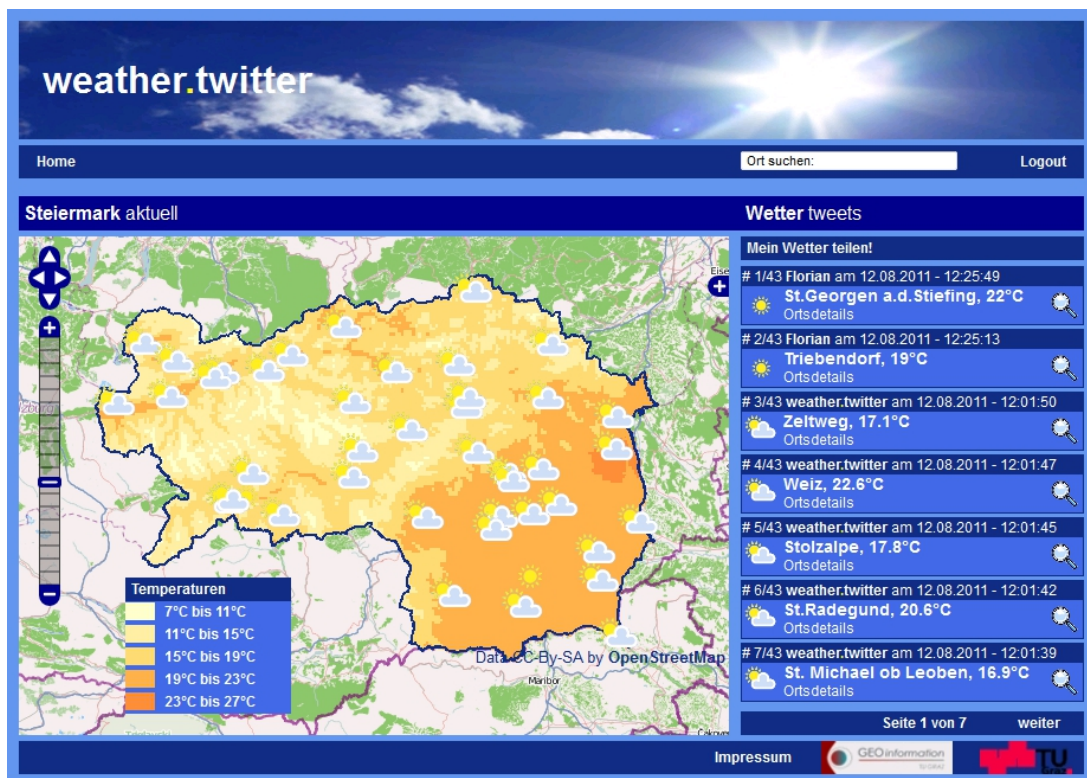 weather.twitter
Home
Ort suchen:
Logout
Steiermark aktuell
Wetter tweets
Mein Wetter teilen!
# 1/43 Florian am 12.08.2011 - 12:25:49
St.Georgen a.d.Stiefing, 22°C
Ortsdetails
# 2/43 Florian am 12.08.2011 - 12:25:13
Triebendorf, 19°C
Ortsdetails
# 3/43 weather.twitter am 12.08.2011 - 12:01:50
Zeltweg, 17.1°C
Ortsdetails
# 4/43 weather.twitter am 12.08.2011 - 12:01:47
Weiz, 22.6°C
Ortsdetails
# 5/43 weather.twitter am 12.08.2011 - 12:01:45
Stolzalpe, 17.8°C
Ortsdetails
# 6/43 weather.twitter am 12.08.2011 - 12:01:42
St.Radegund, 20.6°C
Ortsdetails
# 7/43 weather.twitter am 12.08.2011 - 12:01:39
St. Michael ob Leoben, 16.9°C
Ortsdetails
Seite 1 von 7 weiter
Eise
Temperaturen
7°C bis 11°C
11°C bis 15°C
15°C bis 19°C
19°C bis 23°C
23°C bis 27°C
Data CC-By-SA by OpenStreetMap
Maribor
Impressum
GEOinformation
TU GRAZ
TU
Graz